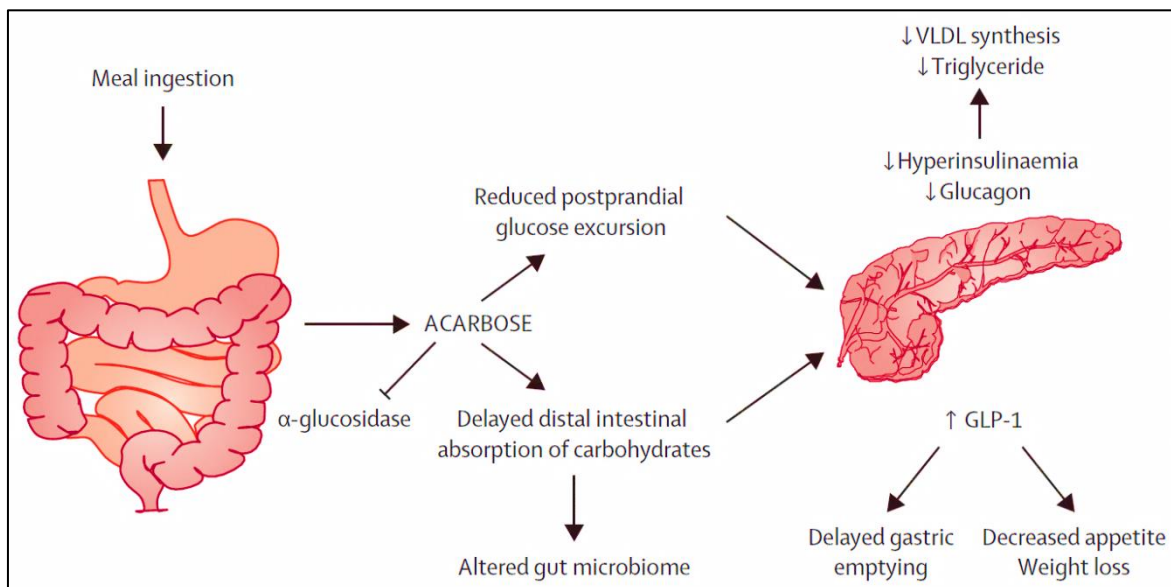 Meal ingestion
ACARBOSE
α-glucosidase
Reduced postprandial
glucose excursion
Delayed distal intestinal
absorption of carbohydrates
Altered gut microbiome
↓VLDL synthesis
↓Triglyceride
↓Hyperinsulinaemia
↓Glucagon
↑ GLP-1
Delayed gastric
emptying
Decreased appetite
Weight loss